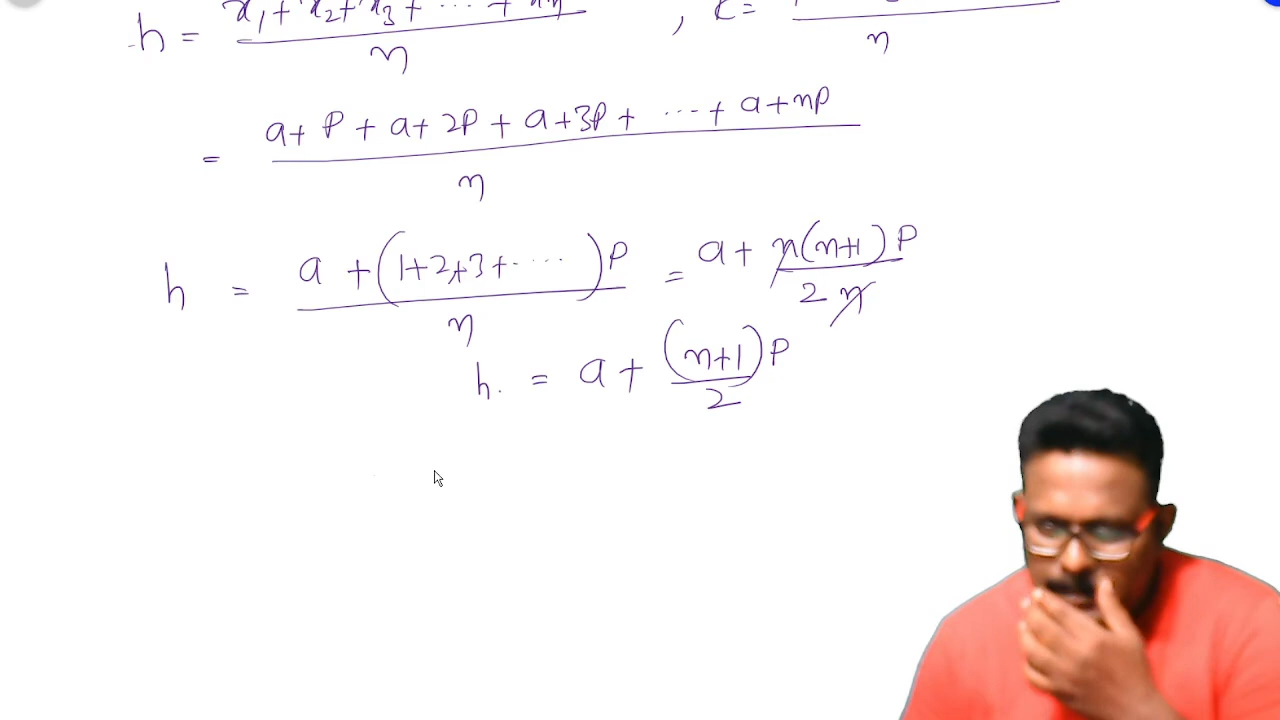 h = x₁ + x₂ + x₃ + ... + xₙ / n , k = / n
= a + P + a + 2P + a + 3P + ... + a + nP / n
h = a + (1+2+3+.....)P / n = a + n(n+1)P / 2n
h. = a + (n+1)P / 2